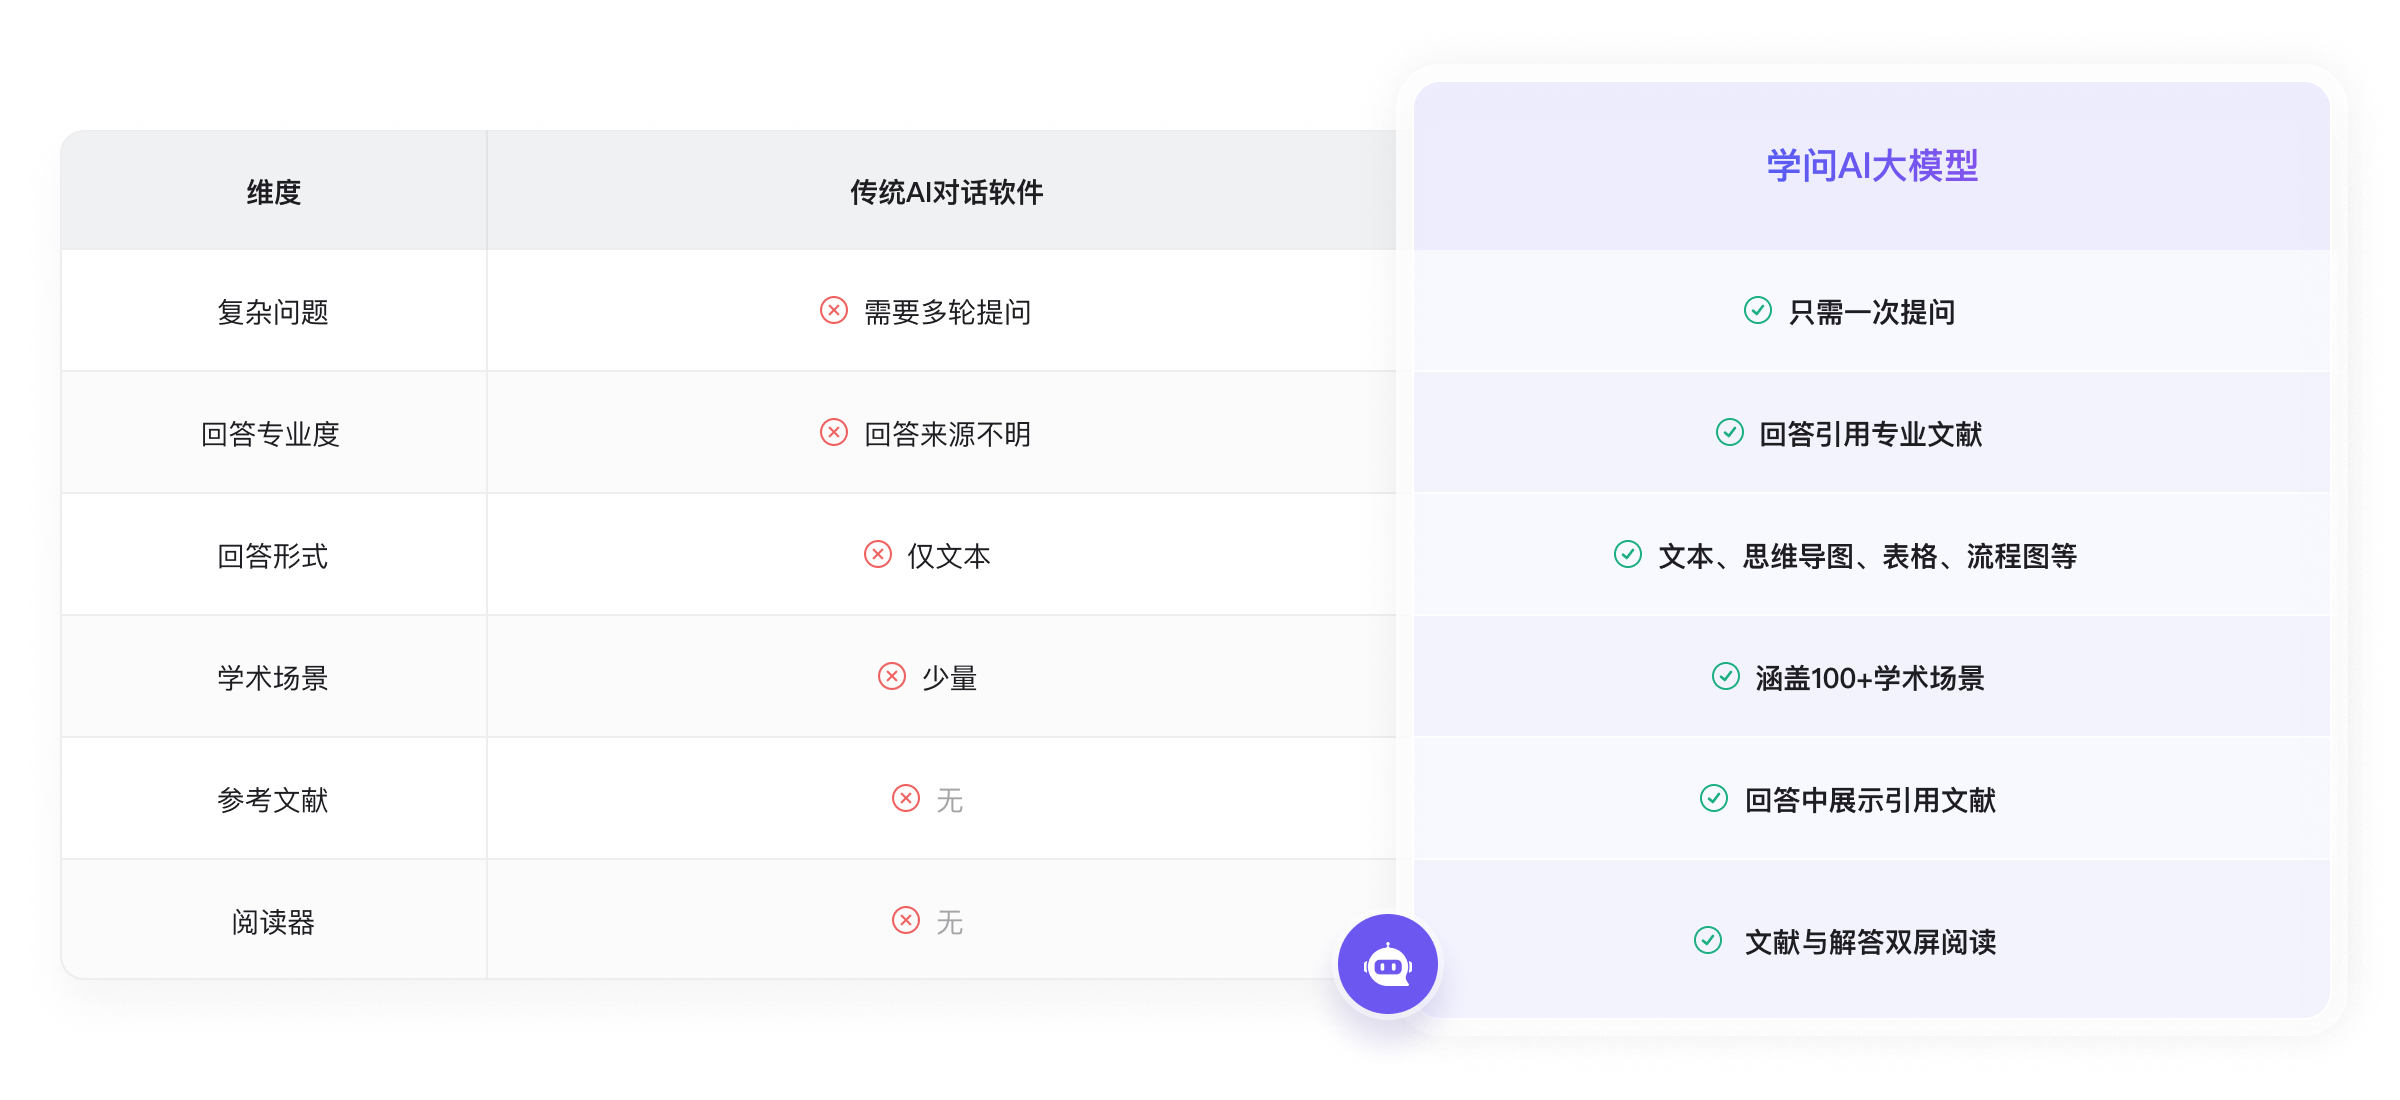 维度
传统AI对话软件
学问AI大模型
复杂问题
需要多轮提问
只需一次提问
回答专业度
回答来源不明
回答引用专业文献
回答形式
仅文本
文本、思维导图、表格、流程图等
学术场景
少量
涵盖100+学术场景
参考文献
无
回答中展示引用文献
阅读器
无
文献与解答双屏阅读